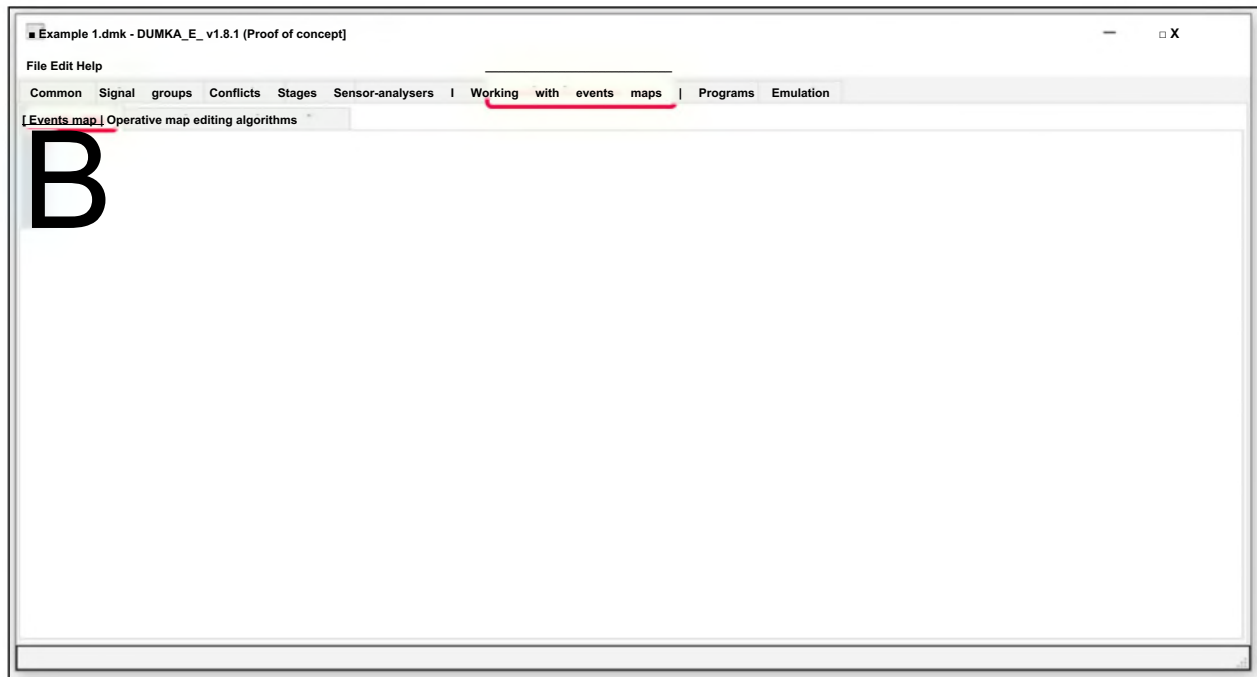 ■ Example 1.dmk - DUMKA_E_ v1.8.1 (Proof of concept] — □ X
File Edit Help
Common Signal groups Conflicts Stages Sensor-analysers I Working with events maps | Programs Emulation
[ Events map | Operative map editing algorithms
B